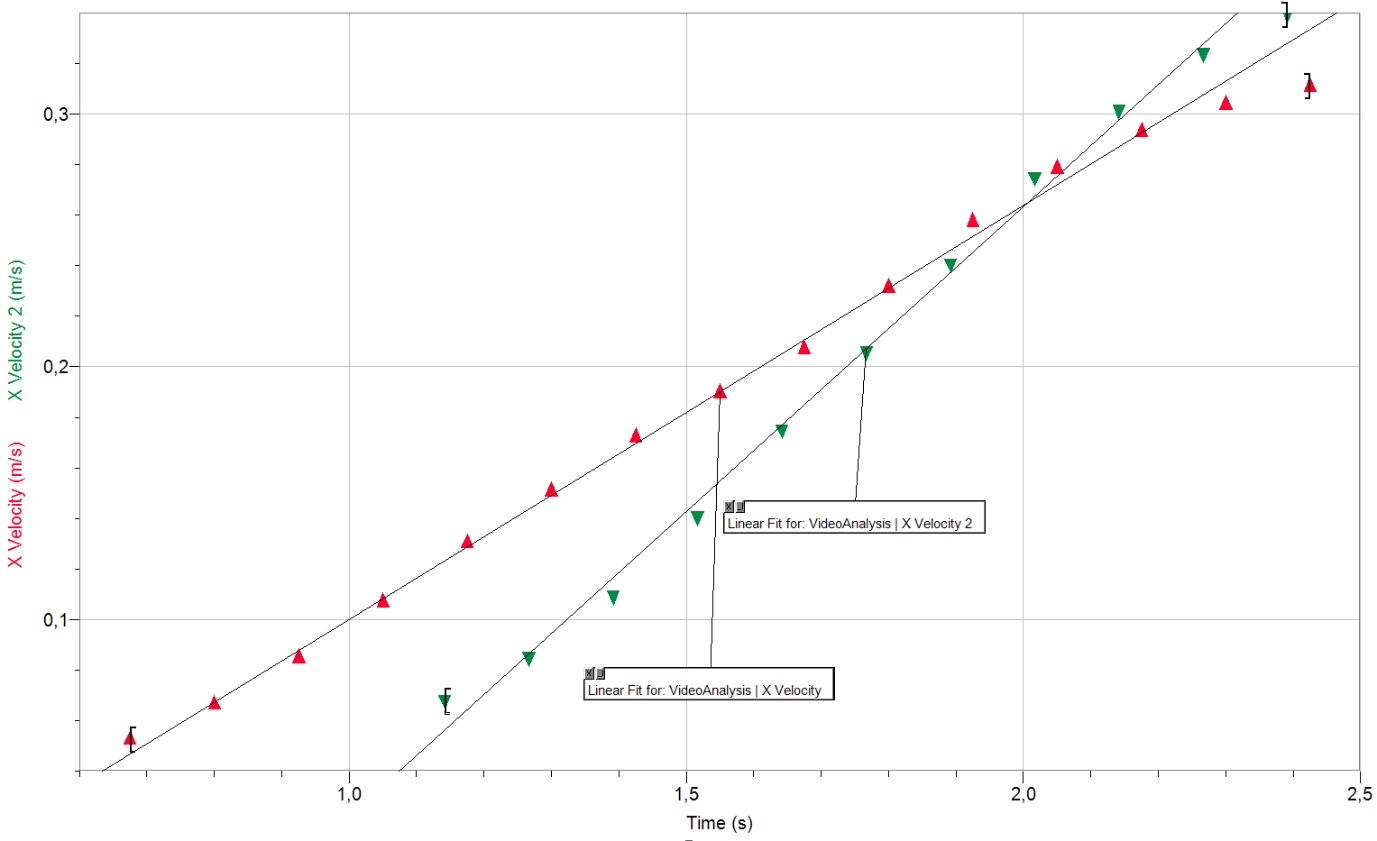 X Velocity 2 (m/s)
X Velocity (m/s)
0,3
0,2
0,1
Linear Fit for: VideoAnalysis | X Velocity 2
Linear Fit for: VideoAnalysis | X Velocity
1,0
1,5
2,0
2,5
Time (s)